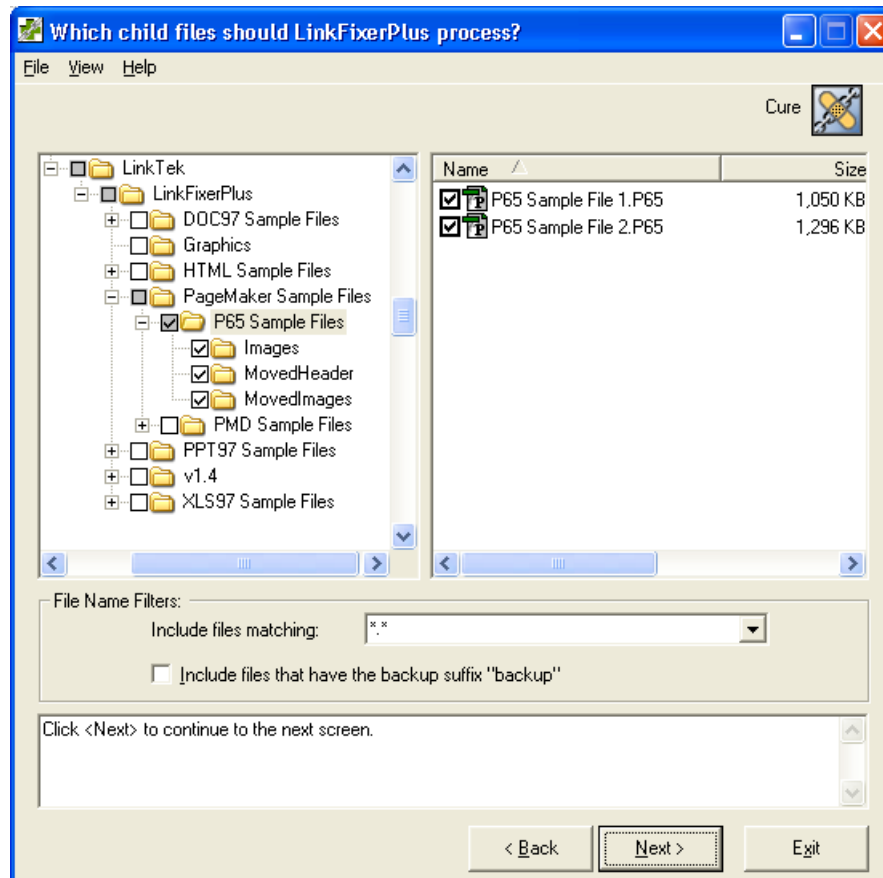 Which child files should LinkFixerPlus process?
File View Help
Cure
LinkTek
LinkFixerPlus
DOC97 Sample Files
Graphics
HTML Sample Files
PageMaker Sample Files
P65 Sample Files
Images
MovedHeader
MovedImages
PMD Sample Files
PPT97 Sample Files
v1.4
XLS97 Sample Files
Name Size
P65 Sample File 1.P65 1,050 KB
P65 Sample File 2.P65 1,296 KB
File Name Filters:
Include files matching: *.*
Include files that have the backup suffix "backup"
Click <Next> to continue to the next screen.
< Back Next > Exit